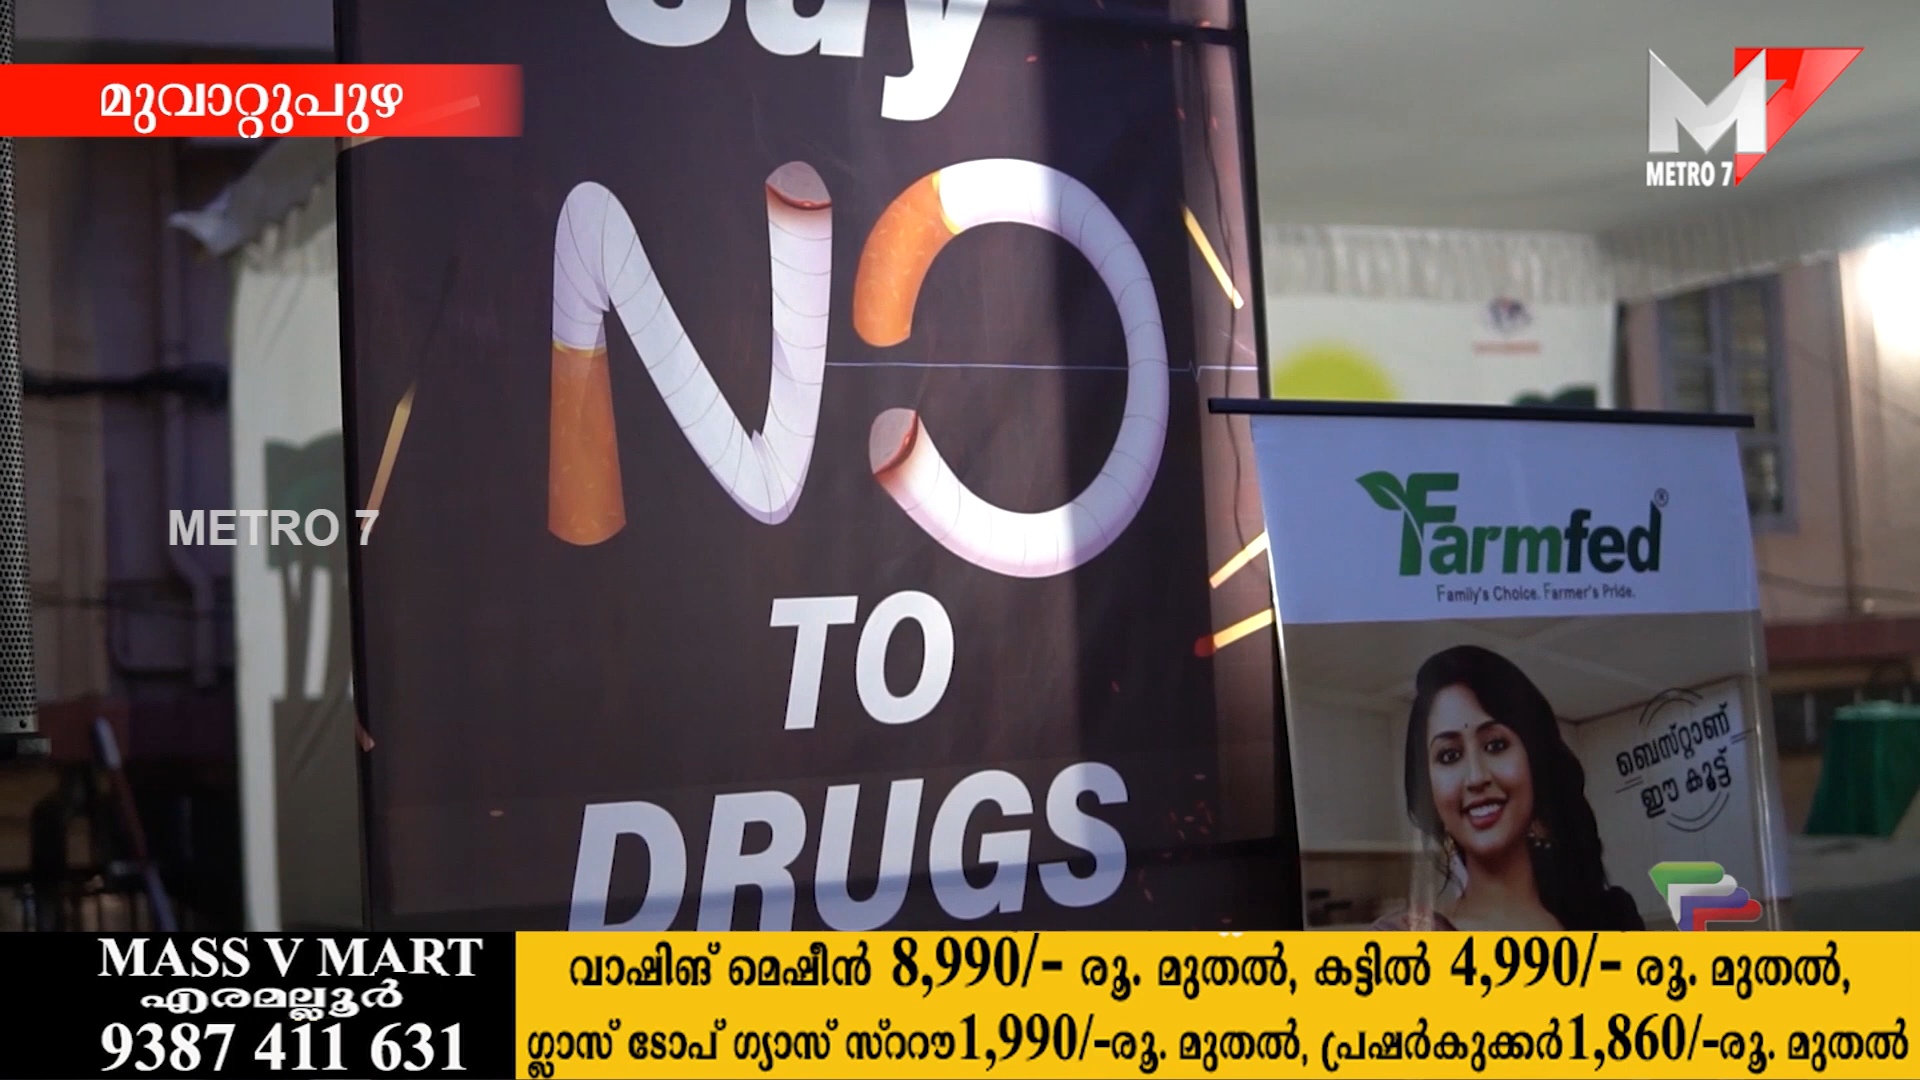 Say
മുവാറ്റുപുഴ
METRO 7
NO
METRO 7
TO
DRUGS
Farmfed®
Family's Choice. Farmer's Pride.
ബെസ്റ്റാണ്
ഈ കൂട്ട്
MASS V MART
എരമല്ലൂർ
9387 411 631
വാഷിങ് മെഷീൻ 8,990/- രൂ. മുതൽ, കട്ടിൽ 4,990/- രൂ. മുതൽ,
ഗ്ലാസ് ടോപ് ഗ്യാസ് സ്ററൗ1,990/-രൂ. മുതൽ, പ്രഷർകുക്കർ1,860/-രൂ. മുതൽ